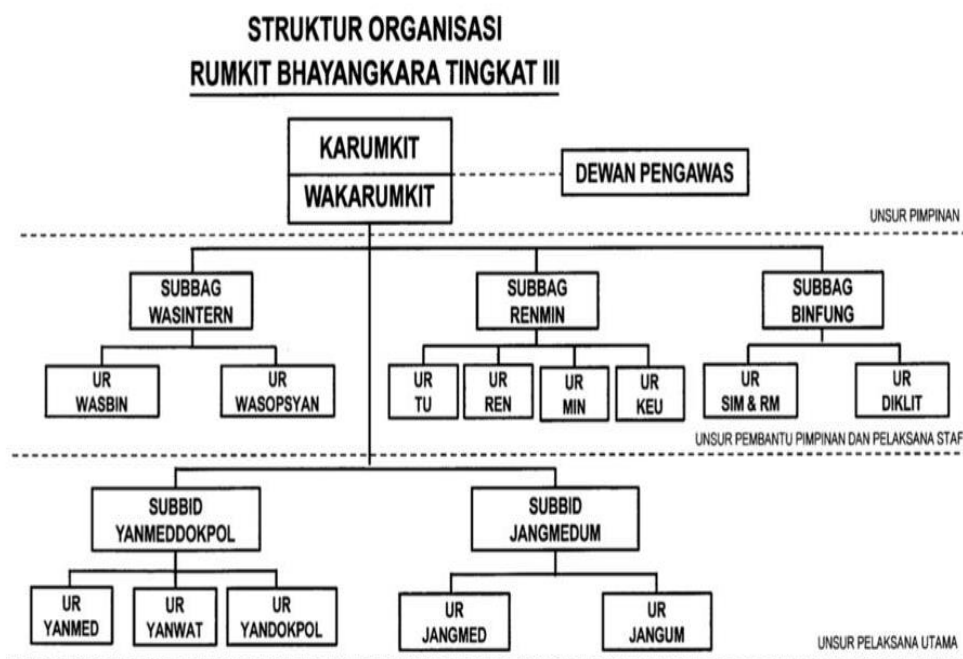 STRUKTUR ORGANISASI
RUMKIT BHAYANGKARA TINGKAT III
KARUMKIT
WAKARUMKIT
DEWAN PENGAWAS
UNSUR PIMPINAN
SUBBAG
WASINTERN
SUBBAG
RENMIN
SUBBAG
BINFUNG
UR
WASBIN
UR
WASOPSYAN
UR
TU
UR
REN
UR
MIN
UR
KEU
UR
SIM & RM
UR
DIKLIT
UNSUR PEMBANTU PIMPINAN DAN PELAKSANA STAF
SUBBID
YANMEDDOKPOL
SUBBID
JANGMEDUM
UR
YANMED
UR
YANWAT
UR
YANDOKPOL
UR
JANGMED
UR
JANGUM
UNSUR PELAKSANA UTAMA